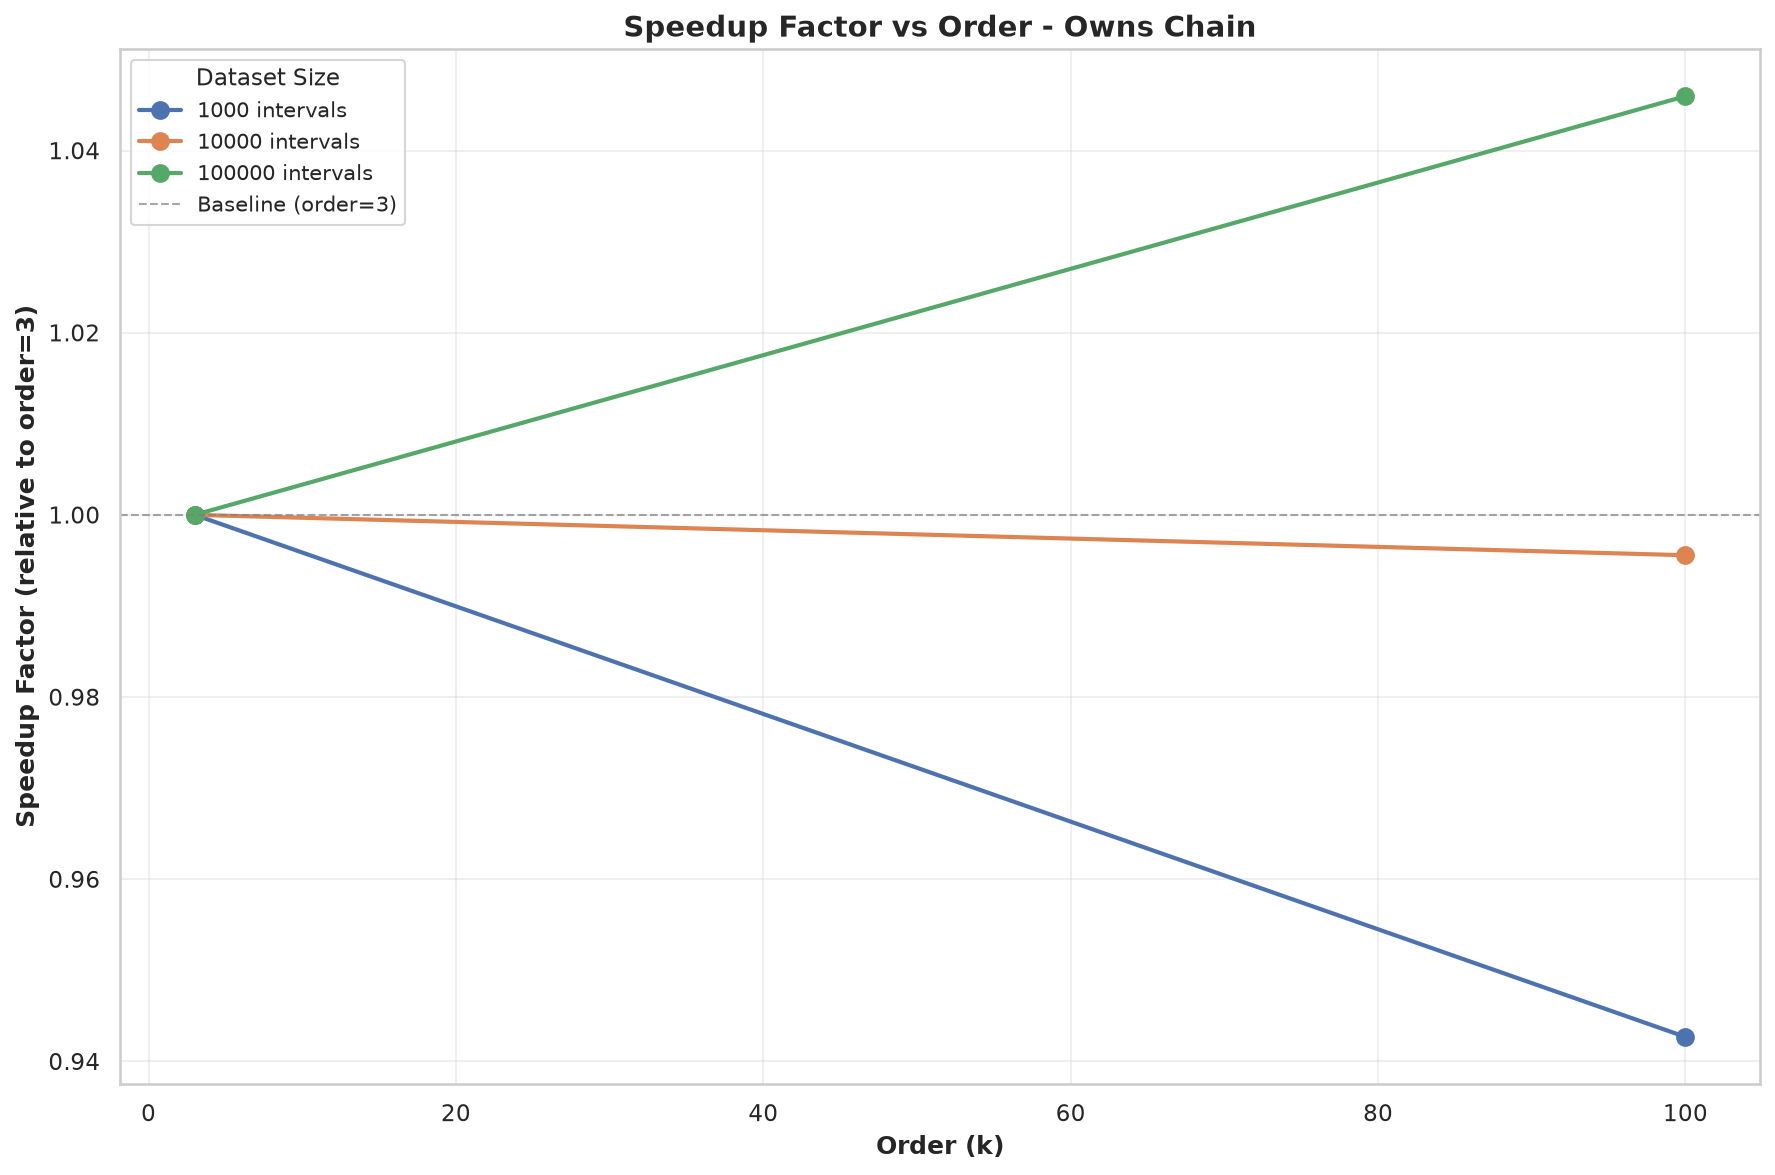 Speedup Factor vs Order - Owns Chain
Dataset Size
1000 intervals
10000 intervals
100000 intervals
Baseline (order=3)
Speedup Factor (relative to order=3)
1.04
1.02
1.00
0.98
0.96
0.94
0
20
40
60
80
100
Order (k)